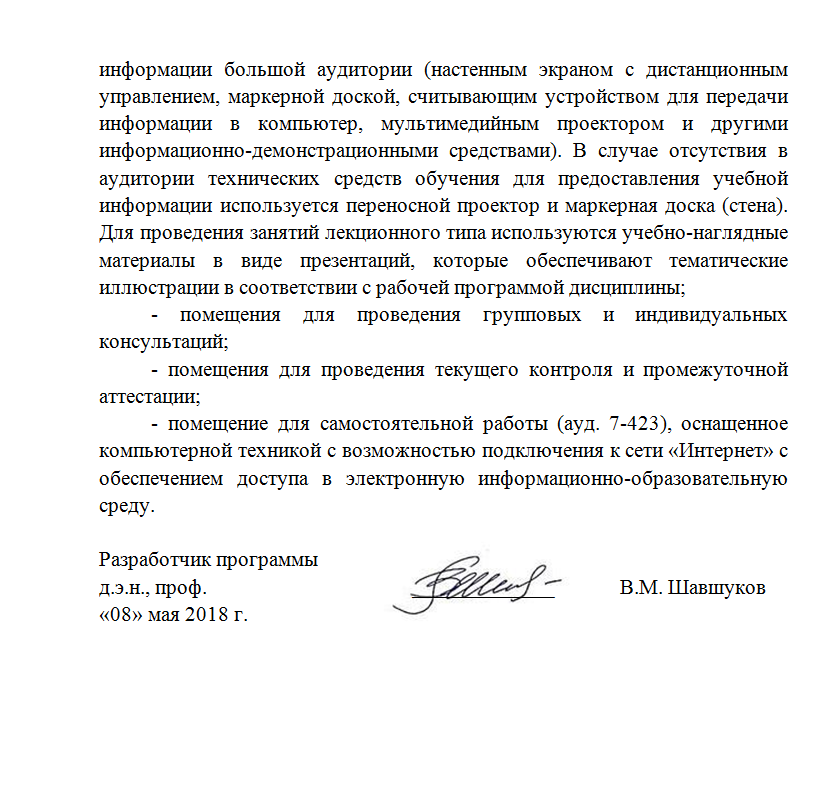 информации большой аудитории (настенным экраном с дистанционным
управлением, маркерной доской, считывающим устройством для передачи
информации в компьютер, мультимедийным проектором и другими
информационно-демонстрационными средствами). В случае отсутствия в
аудитории технических средств обучения для предоставления учебной
информации используется переносной проектор и маркерная доска (стена).
Для проведения занятий лекционного типа используются учебно-наглядные
материалы в виде презентаций, которые обеспечивают тематические
иллюстрации в соответствии с рабочей программой дисциплины;
- помещения для проведения групповых и индивидуальных
консультаций;
- помещения для проведения текущего контроля и промежуточной
аттестации;
- помещение для самостоятельной работы (ауд. 7-423), оснащенное
компьютерной техникой с возможностью подключения к сети «Интернет» с
обеспечением доступа в электронную информационно-образовательную
среду.
Разработчик программы
д.э.н., проф. В.М. Шавшуков
«08» мая 2018 г.